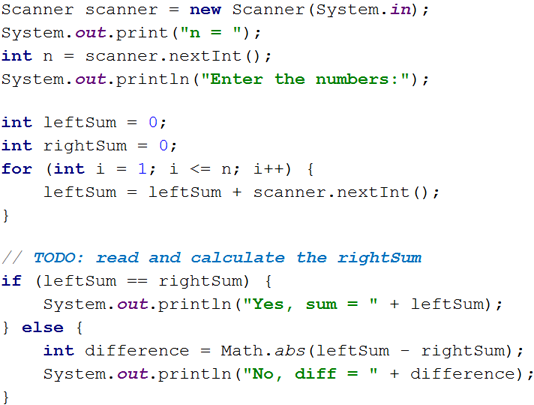 Scanner scanner = new Scanner(System.in);
System.out.print("n = ");
int n = scanner.nextInt();
System.out.println("Enter the numbers:");

int leftSum = 0;
int rightSum = 0;
for (int i = 1; i <= n; i++) {
    leftSum = leftSum + scanner.nextInt();
}

// TODO: read and calculate the rightSum
if (leftSum == rightSum) {
    System.out.println("Yes, sum = " + leftSum);
} else {
    int difference = Math.abs(leftSum - rightSum);
    System.out.println("No, diff = " + difference);
}